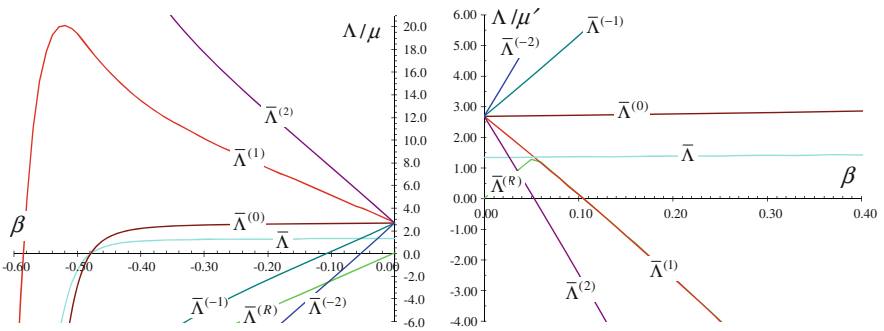 Λ/μ
20.0
18.0
16.0
14.0
12.0
10.0
8.0
6.0
4.0
2.0
0.0
-2.0
-4.0
-6.0
-0.60
-0.50
-0.40
-0.30
-0.20
-0.10
0.00
β
Λ̅⁽²⁾
Λ̅⁽¹⁾
Λ̅⁽⁰⁾
Λ̅
Λ̅⁽⁻¹⁾
Λ̅⁽ᴿ⁾
Λ̅⁽⁻²⁾
Λ/μ′
6.00
5.00
4.00
3.00
2.00
1.00
0.00
-1.00
-2.00
-3.00
-4.00
0.00
0.10
0.20
0.30
0.40
β
Λ̅⁽⁻²⁾
Λ̅⁽⁻¹⁾
Λ̅⁽⁰⁾
Λ̅
Λ̅⁽ᴿ⁾
Λ̅⁽¹⁾
Λ̅⁽²⁾